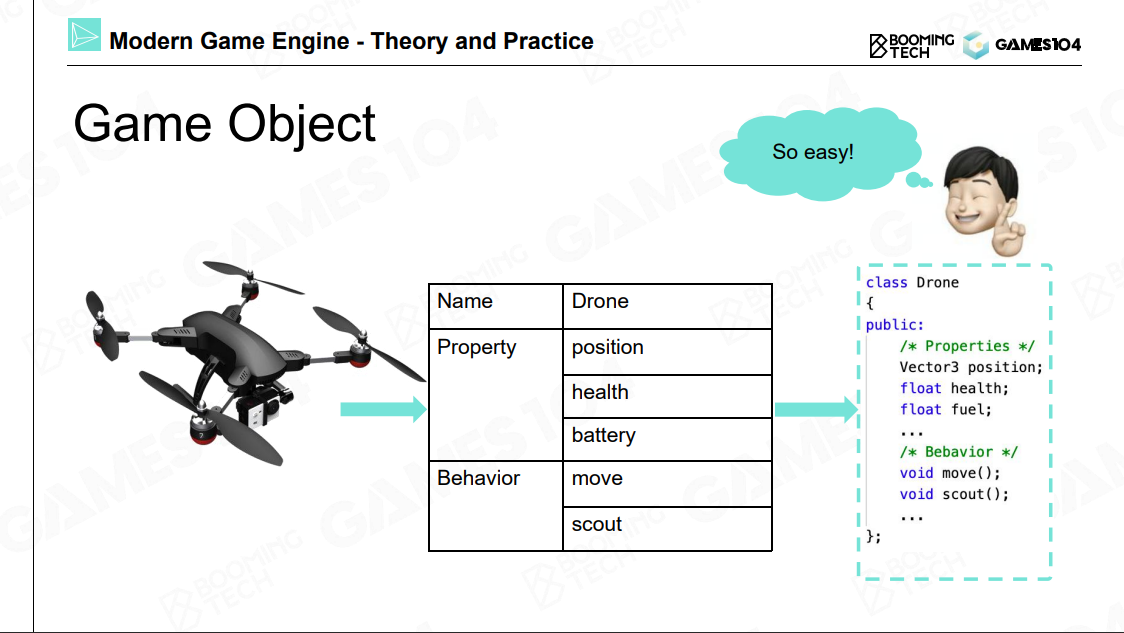 Modern Game Engine - Theory and Practice
BOOMING
TECH
GAMES104
Game Object
So easy!
Name Drone
Property position
health
battery
Behavior move
scout
class Drone
{
public:
/* Properties */
Vector3 position;
float health;
float fuel;
...
/* Bebavior */
void move();
void scout();
...
};